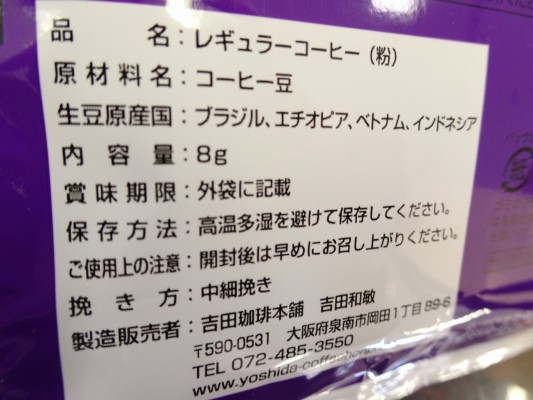 品名：レギュラーコーヒー（粉）
原材料名：コーヒー豆
生豆原産国：ブラジル、エチオピア、ベトナム、インドネシア
内容量：8g
賞味期限：外袋に記載
保存方法：高温多湿を避けて保存してください。
ご使用上の注意：開封後は早めにお召し上がりください。
挽き方：中細挽き
製造販売者：吉田珈琲本舗 吉田和敏
〒590-0531 大阪府泉南市岡田1丁目89-6
TEL 072-485-3550